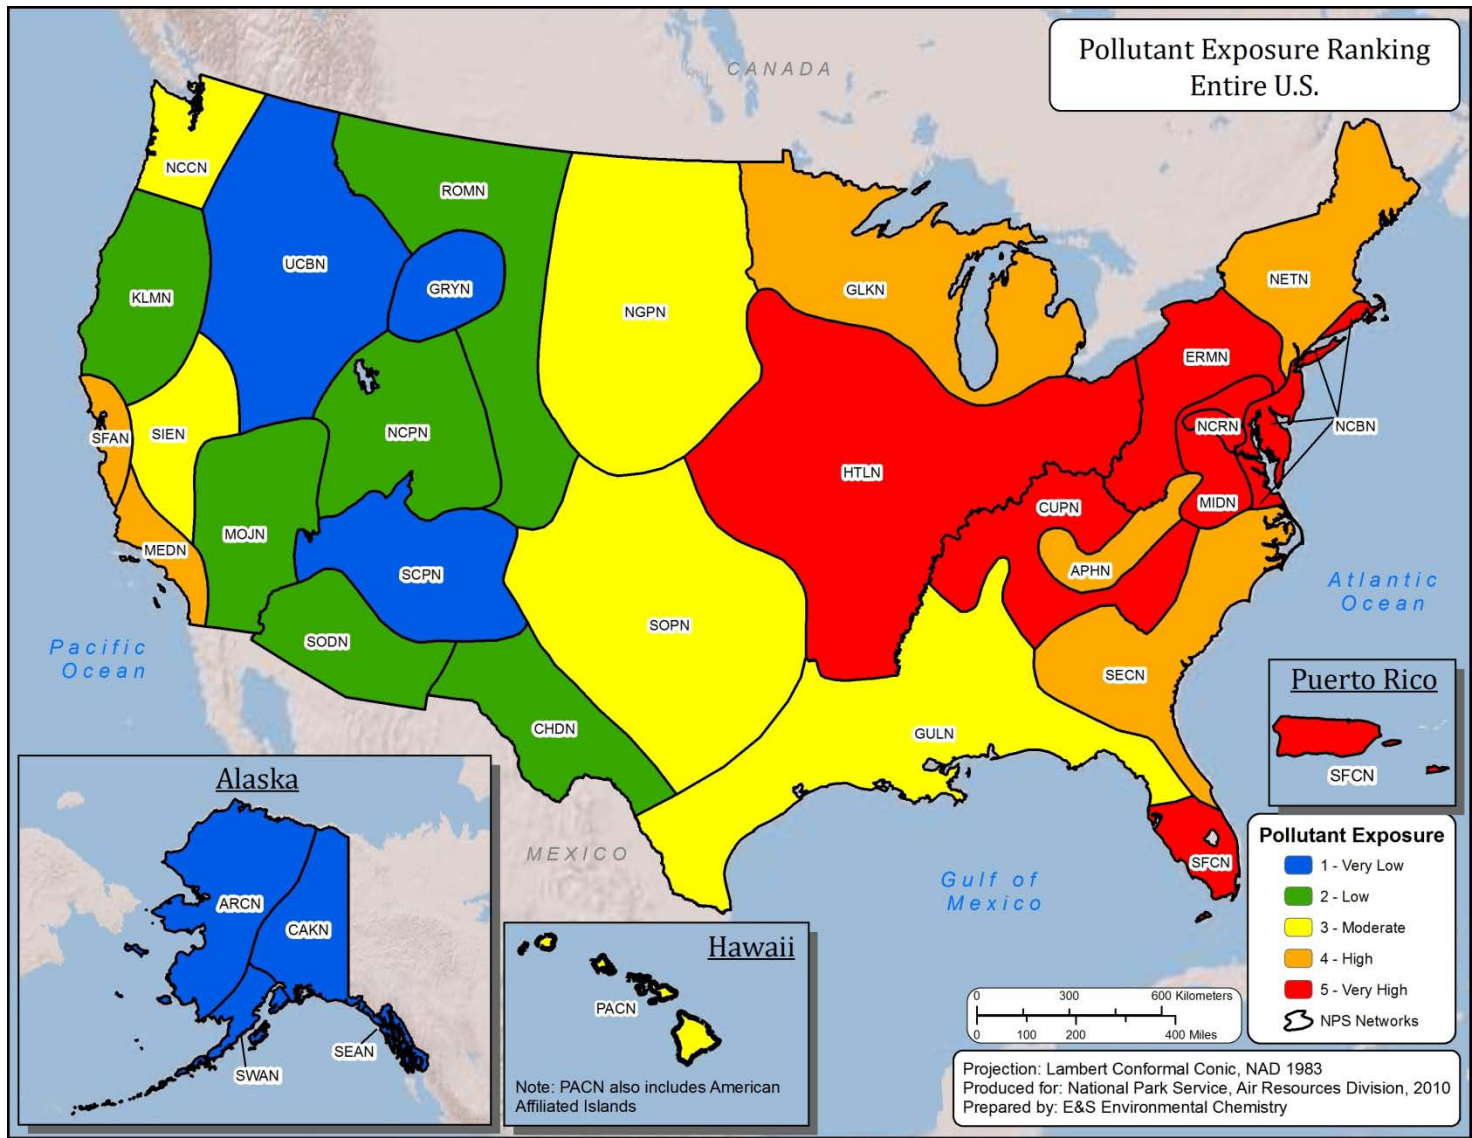 Pollutant Exposure Ranking
Entire U.S.
CANADA
NCCN
ROMN
UCBN
GRYN
KLMN
NGPN
GLKN
NETN
ERMN
SFAN
SIEN
NCPN
NCRN
NCBN
HTLN
MOJN
CUPN
MIDN
MEDN
SCPN
APHN
Atlantic
Ocean
Pacific
Ocean
SODN
SOPN
SECN
CHDN
GULN
Puerto Rico
SFCN
MEXICO
Gulf of
Mexico
SFCN
Alaska
ARCN
CAKN
SEAN
SWAN
Hawaii
PACN
Note: PACN also includes American
Affiliated Islands
Pollutant Exposure
1 - Very Low
2 - Low
3 - Moderate
4 - High
5 - Very High
NPS Networks
0 300 600 Kilometers
0 100 200 400 Miles
Projection: Lambert Conformal Conic, NAD 1983
Produced for: National Park Service, Air Resources Division, 2010
Prepared by: E&S Environmental Chemistry